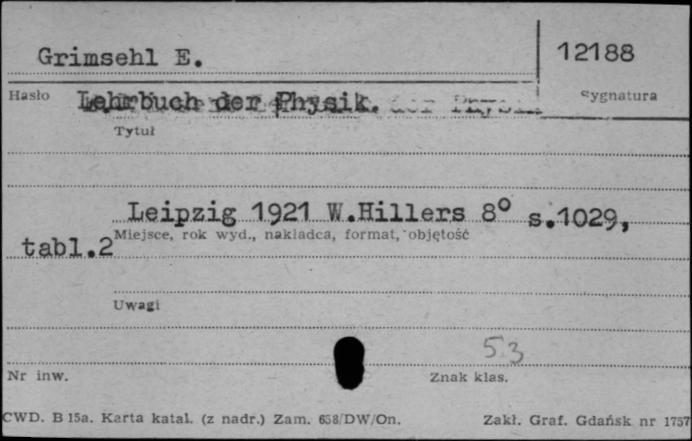 Grimsehl E.
12188
Hasło
Lehrbuch der Physik.
Sygnatura
Tytuł
Leipzig 1921 W.Hillers 8° s.1029,
Miejsce, rok wyd., nakładca, format, objętość
tabl.2
Uwagi
53
Nr inw.
Znak klas.
CWD. B 15a. Karta katal. (z nadr.) Zam. 658/DW/On.
Zakł. Graf. Gdańsk nr 1757